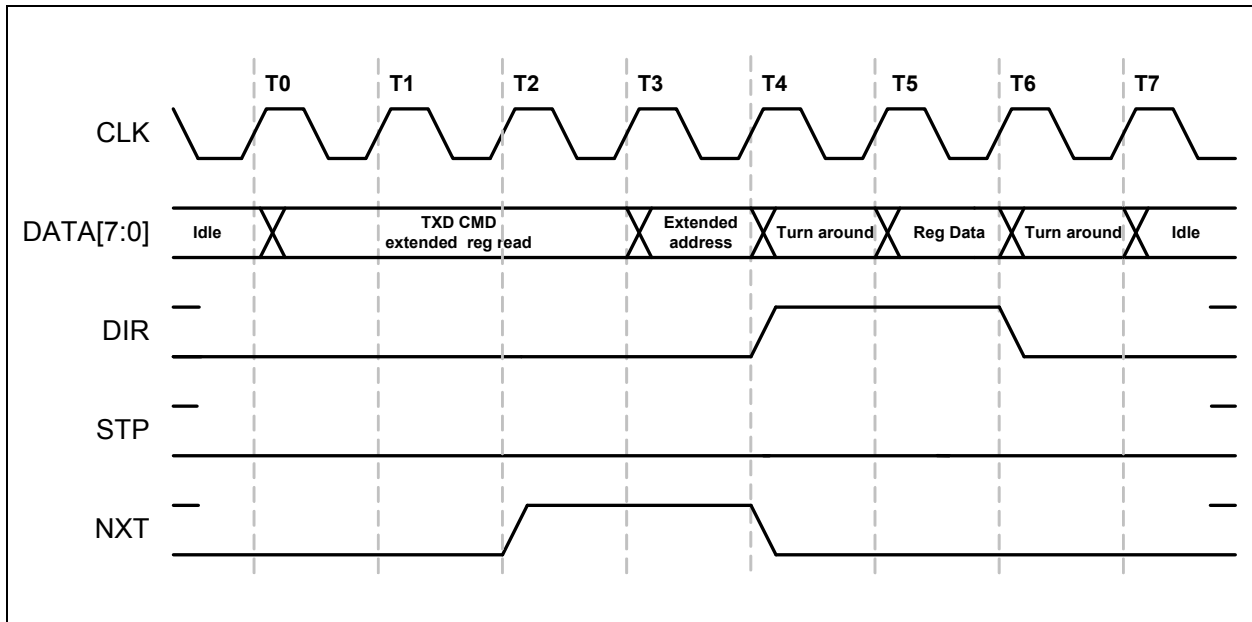 T0 T1 T2 T3 T4 T5 T6 T7
CLK
DATA[7:0] Idle TXD CMD extended reg read Extended address Turn around Reg Data Turn around Idle
DIR
STP
NXT